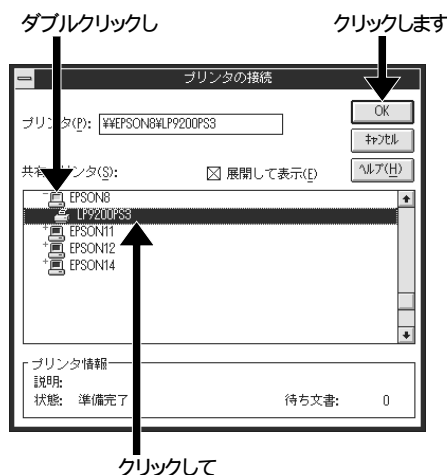 ダブルクリックし
クリックします
プリンタの接続
プリンタ(P): ¥¥EPSON8¥LP9200PS3
OK
キャンセル
共有プリンタ(S):
展開して表示(E)
ヘルプ(H)
EPSON8
LP9200PS3
EPSON11
EPSON12
EPSON14
プリンタ情報
説明:
状態: 準備完了 待ち文書: 0
クリックして